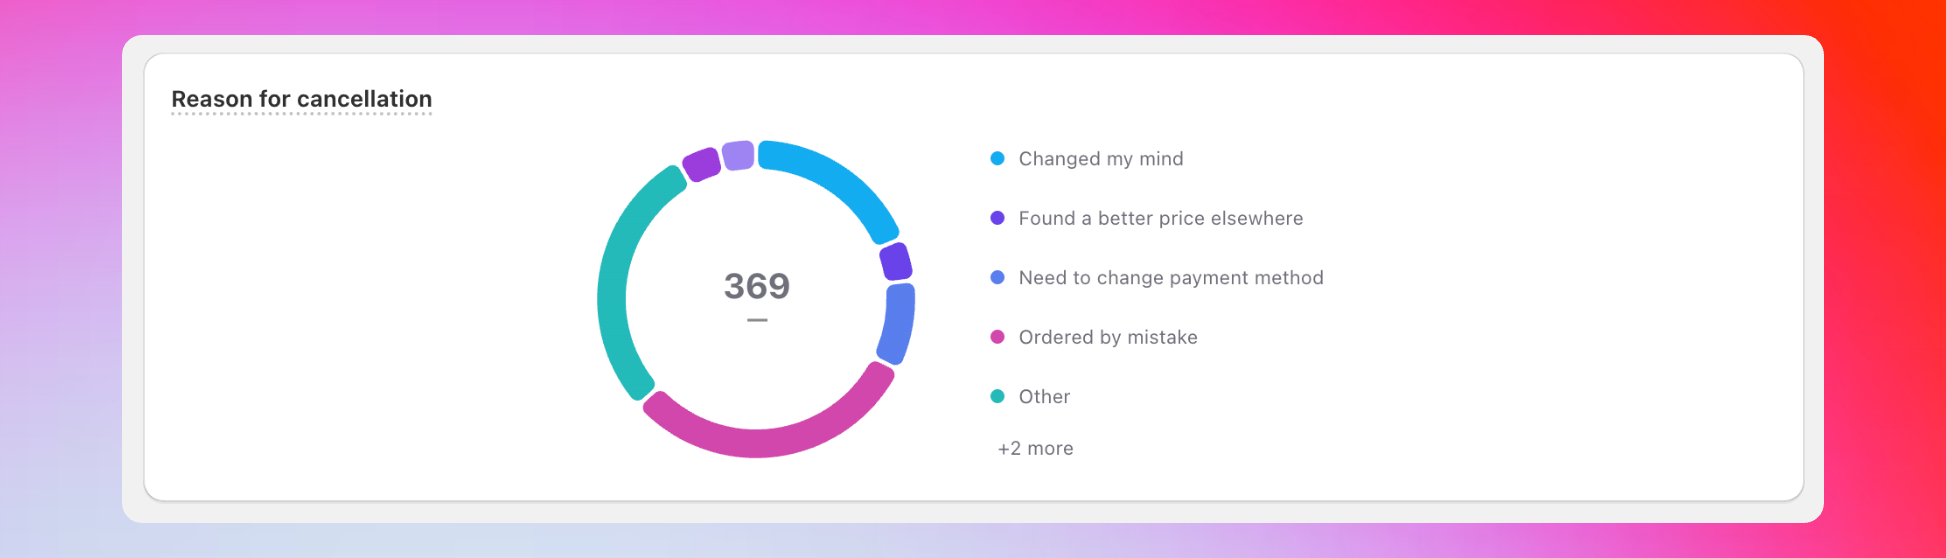 Reason for cancellation
369
—
Changed my mind
Found a better price elsewhere
Need to change payment method
Ordered by mistake
Other
+2 more